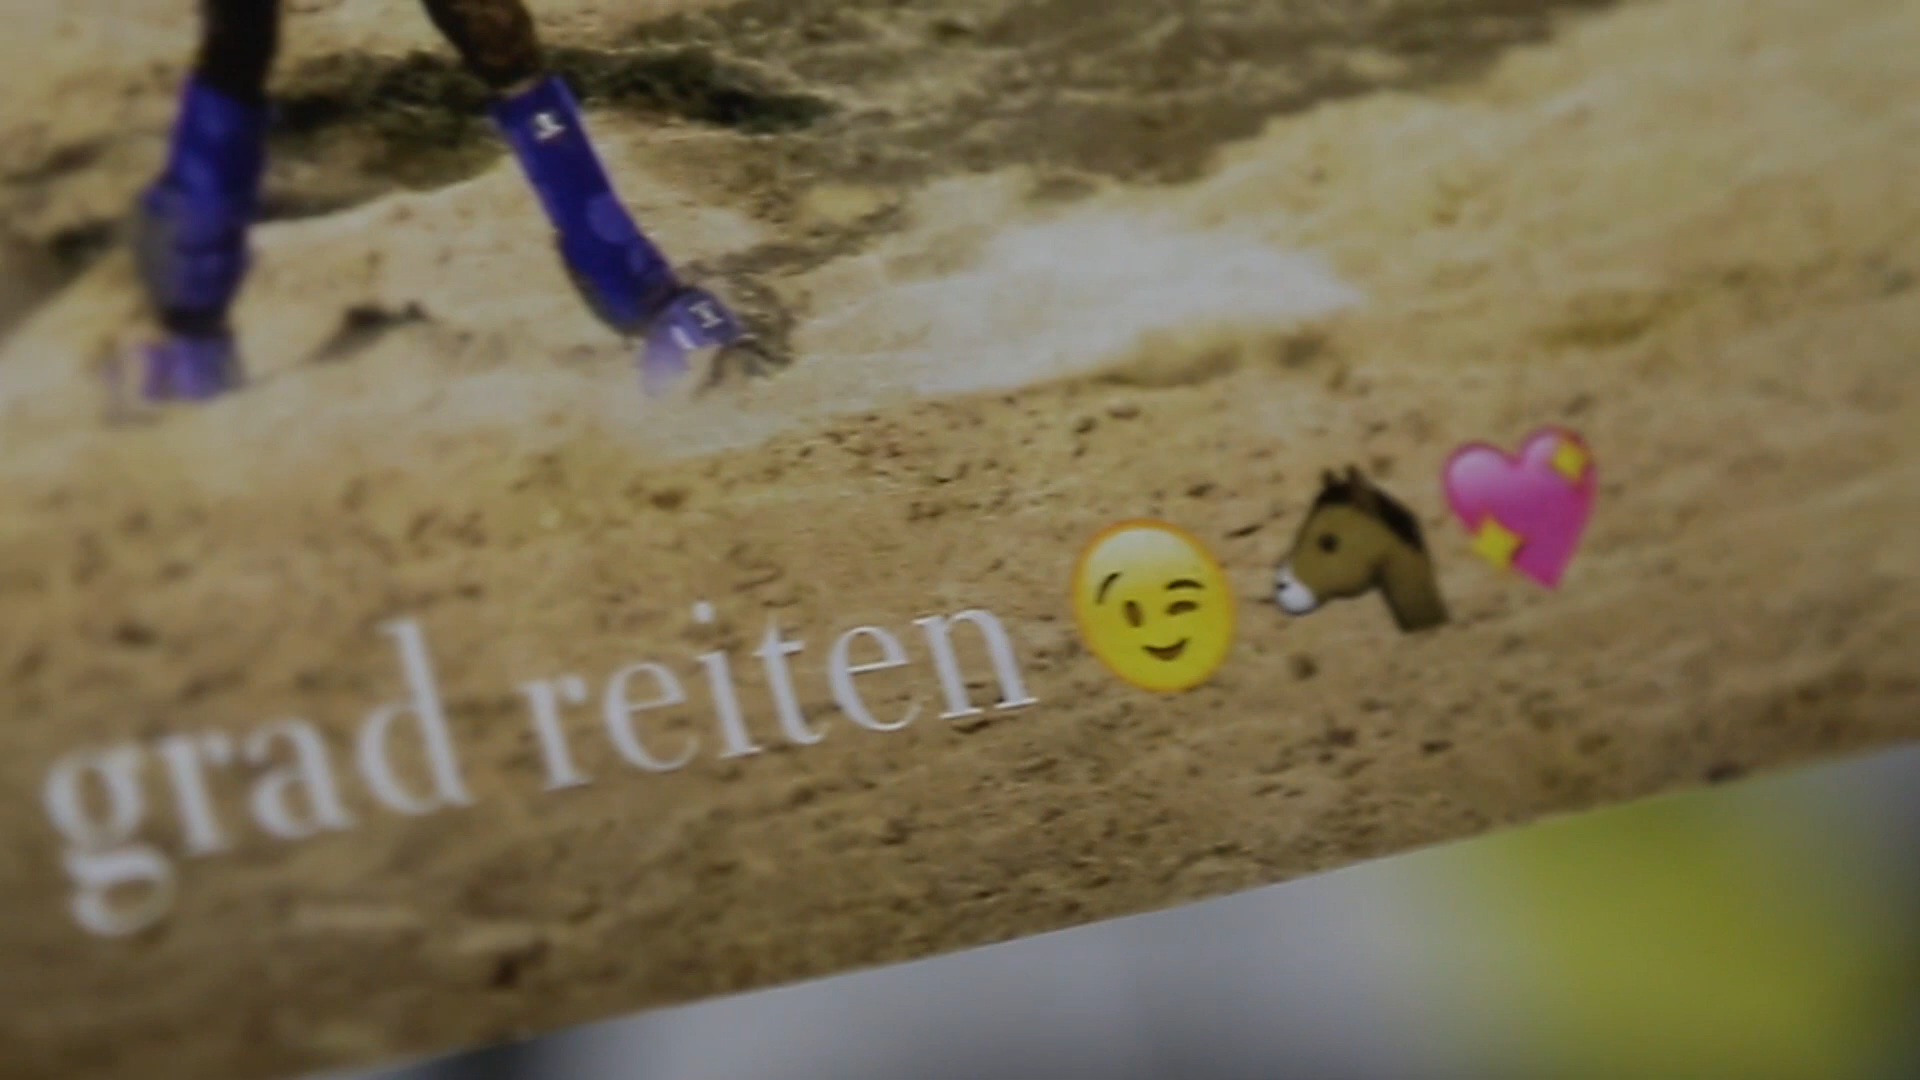 grad reiten 😉🐴💖